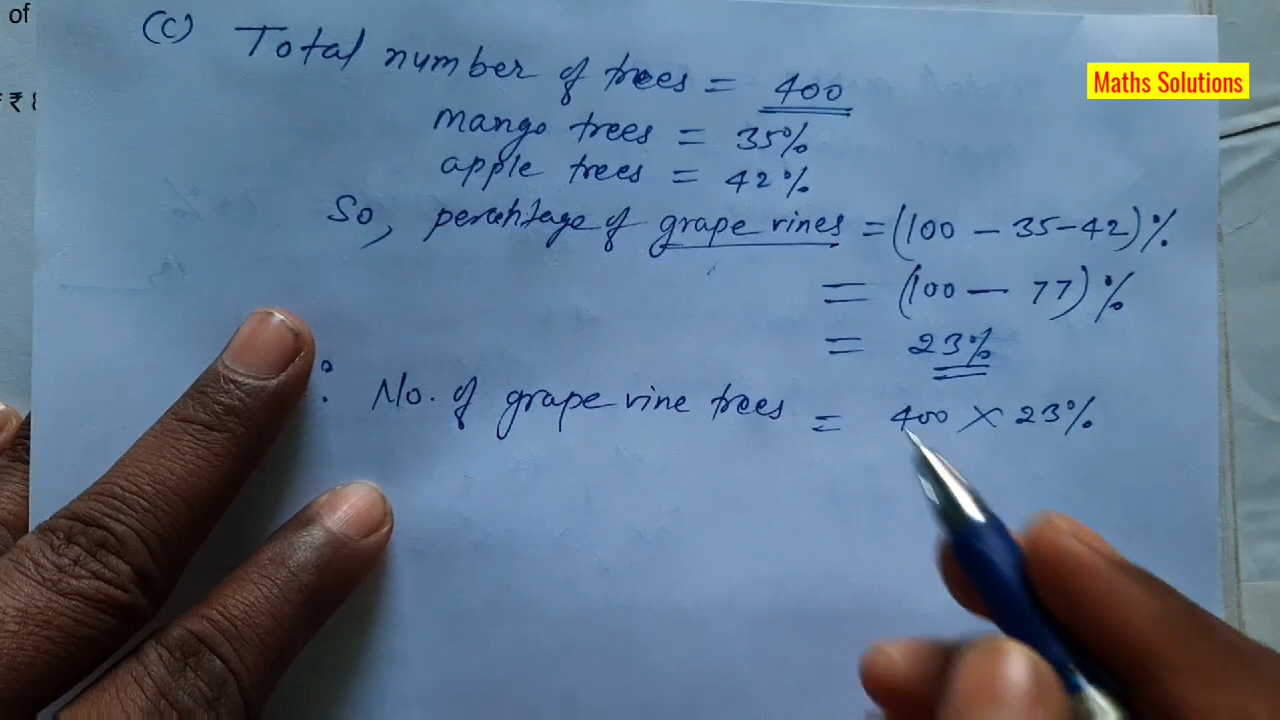 of
(c) Total number of trees = 400
Maths Solutions
₹ 8
mango trees = 35%
apple trees = 42%
So, percentage of grape vines = (100 - 35 - 42)%
= (100 - 77)%
= 23%
∴ No. of grape vine trees = 400 × 23%